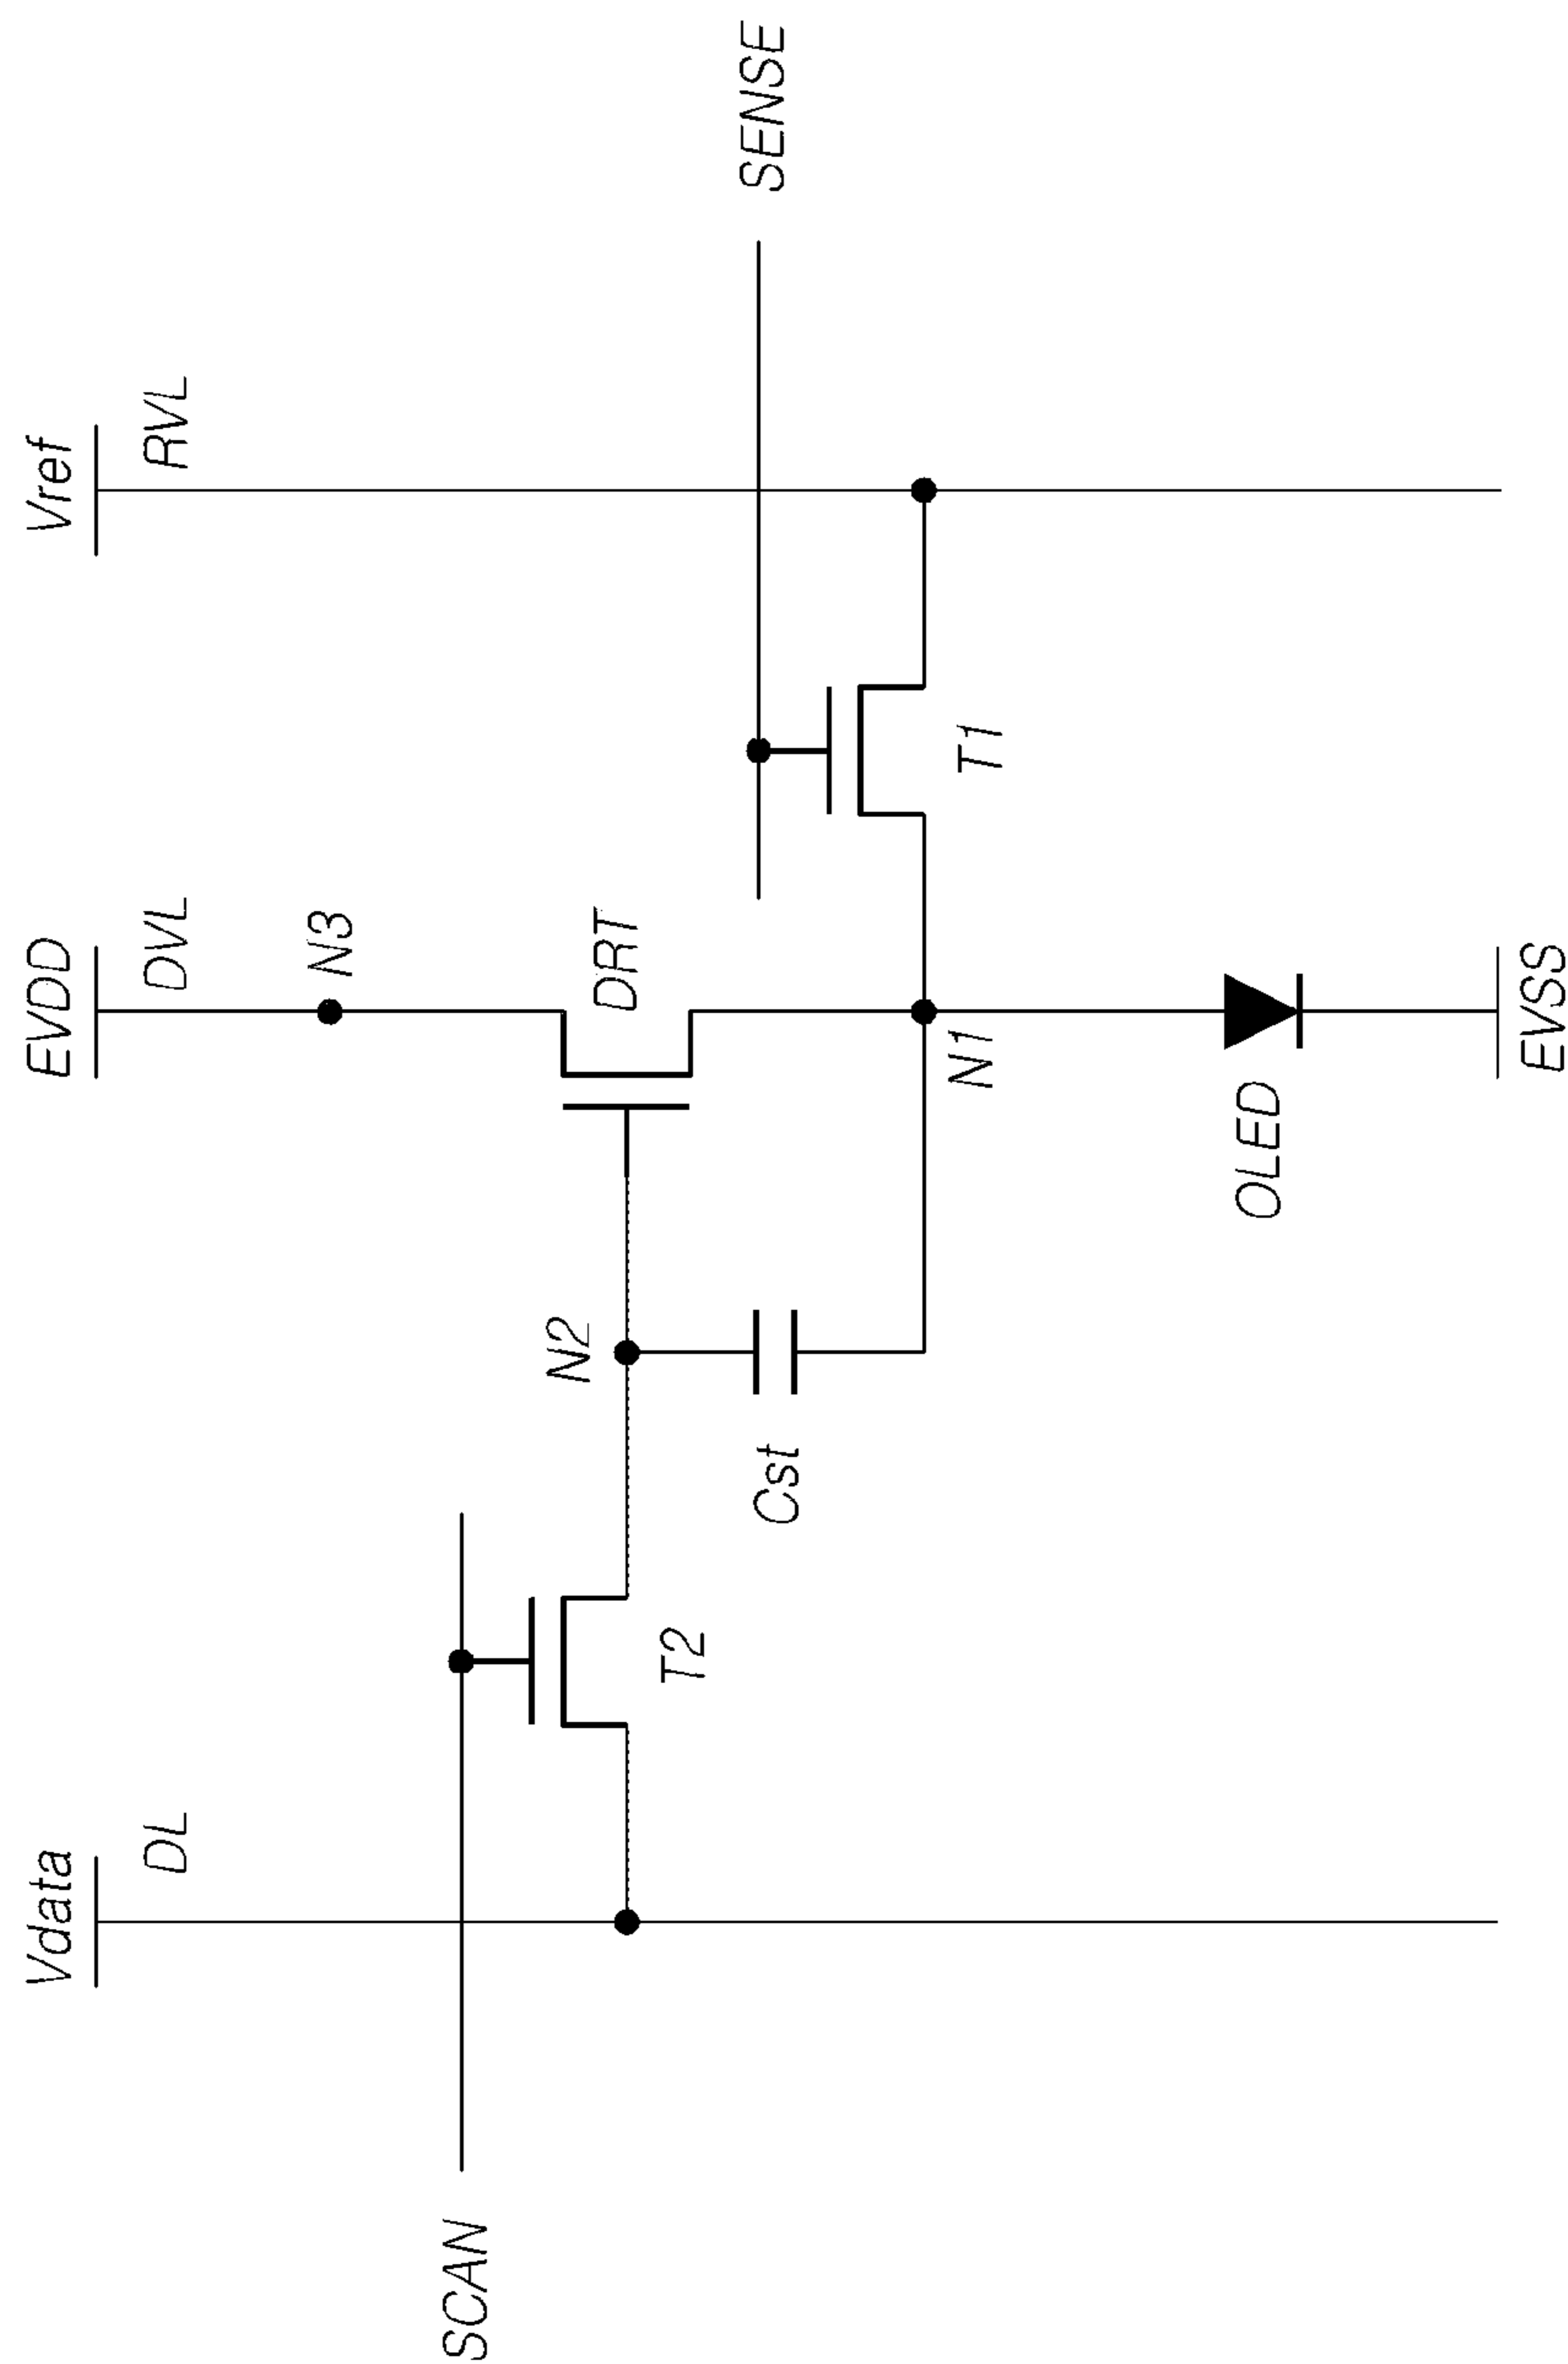 Vdata
EVDD
Vref
DL
DVL
RVL
N3
SCAN
N2
DRT
T2
SENSE
Cst
N1
T1
OLED
EVSS